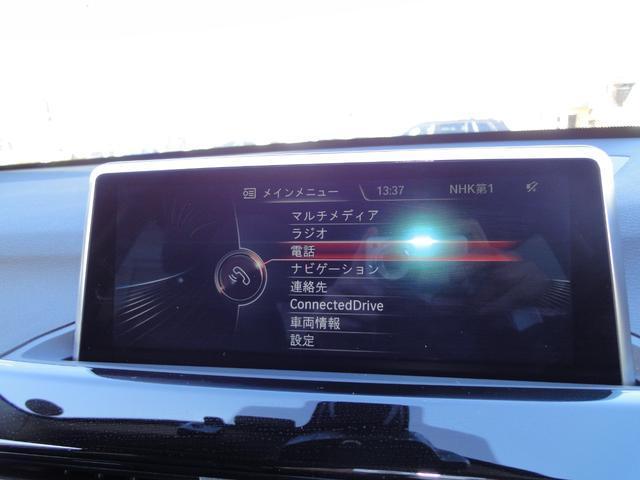 メインメニュー 13:37 NHK第1
マルチメディア
ラジオ
電話
ナビゲーション
連絡先
ConnectedDrive
車両情報
設定